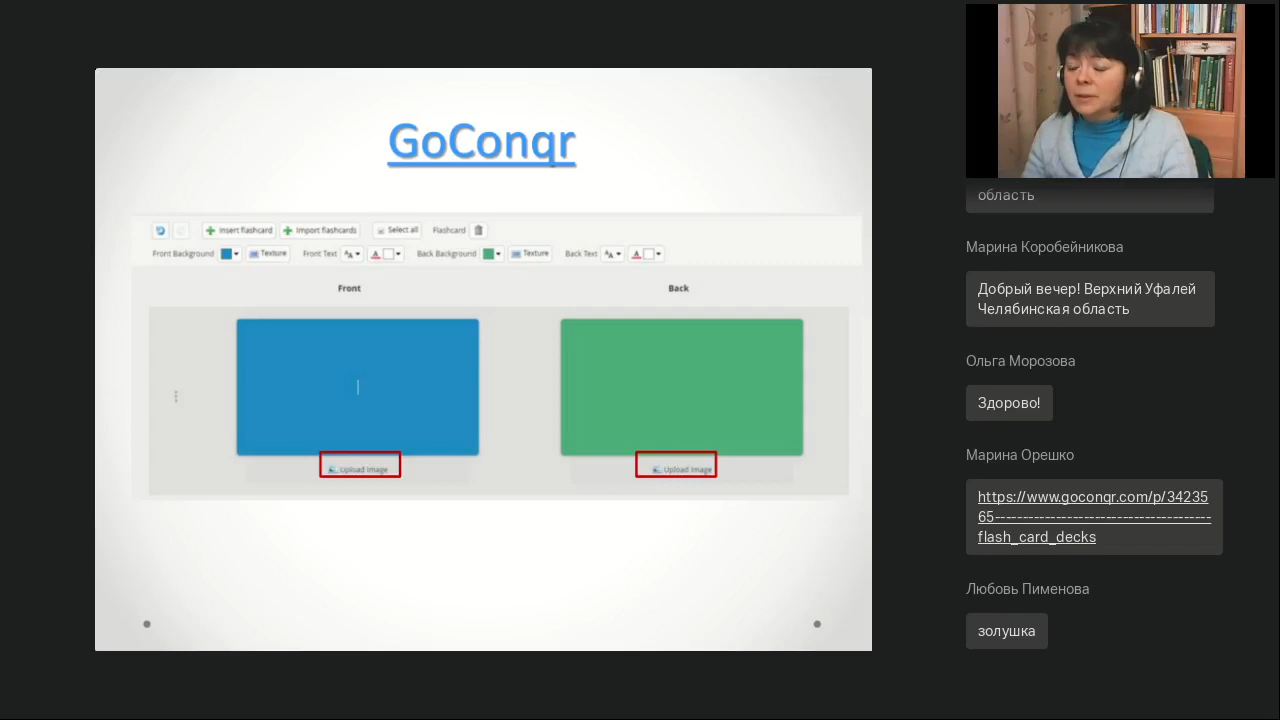 GoConqr
Insert flashcard Import flashcards Select all Flashcard
Front Background Texture Front Text Back Background Texture Back Text
Front Back
Upload Image Upload Image
область
Марина Коробейникова
Добрый вечер! Верхний Уфалей
Челябинская область
Ольга Морозова
Здорово!
Марина Орешко
https://www.goconqr.com/p/34235
65---------------------------------------
flash_card_decks
Любовь Пименова
золушка